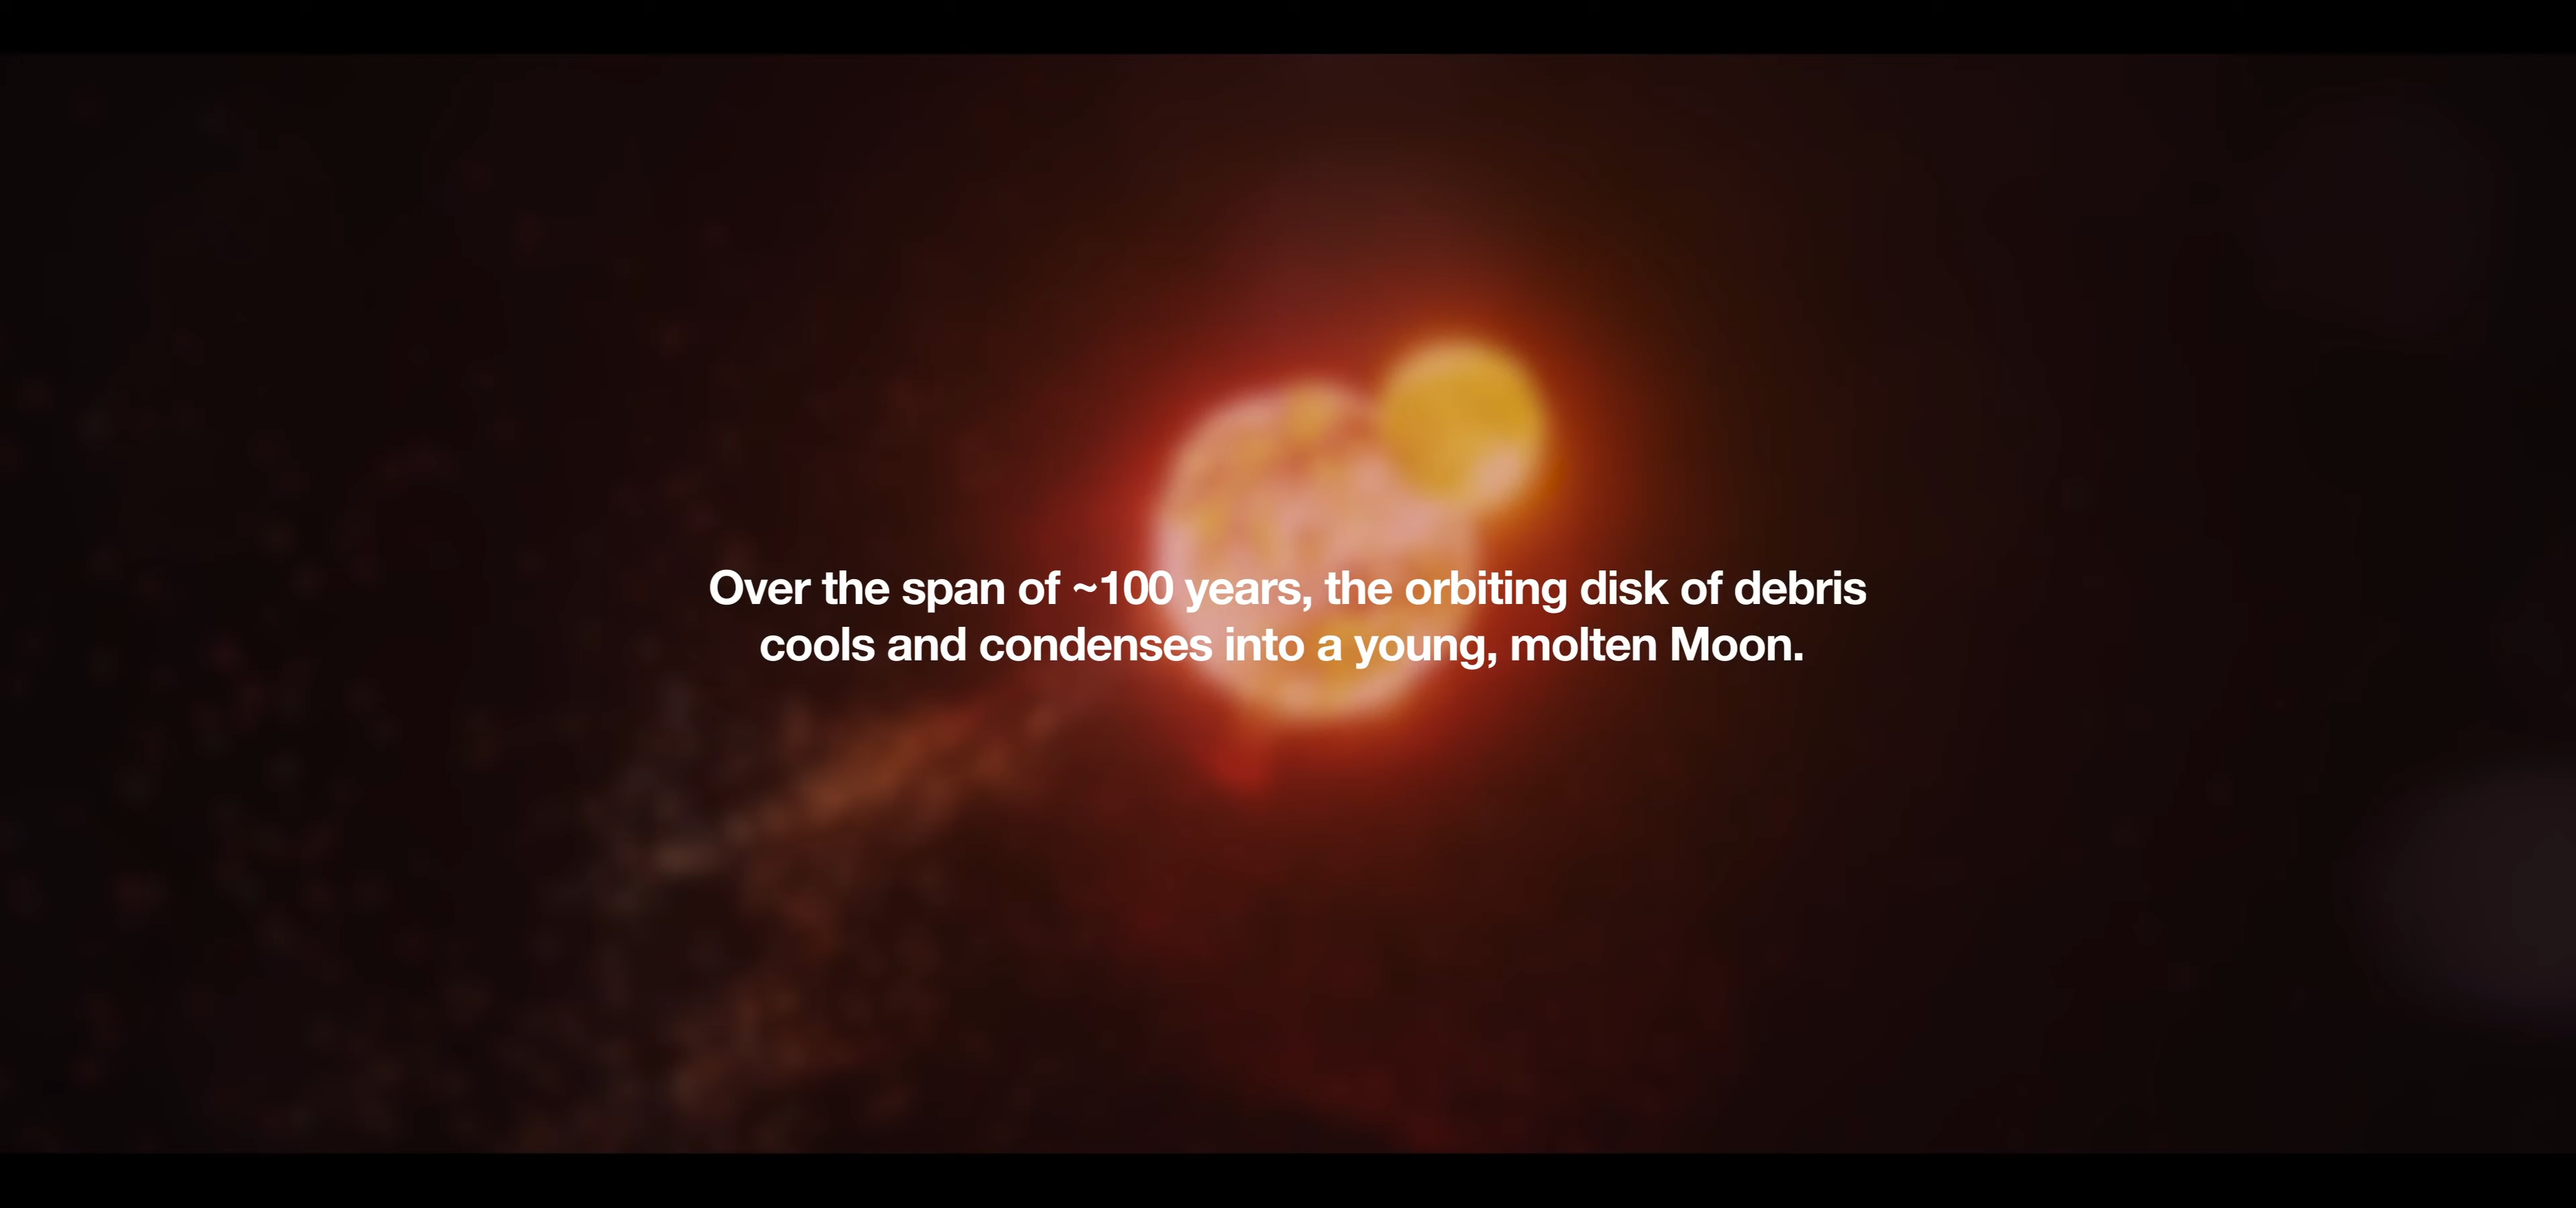 Over the span of ~100 years, the orbiting disk of debris
cools and condenses into a young, molten Moon.